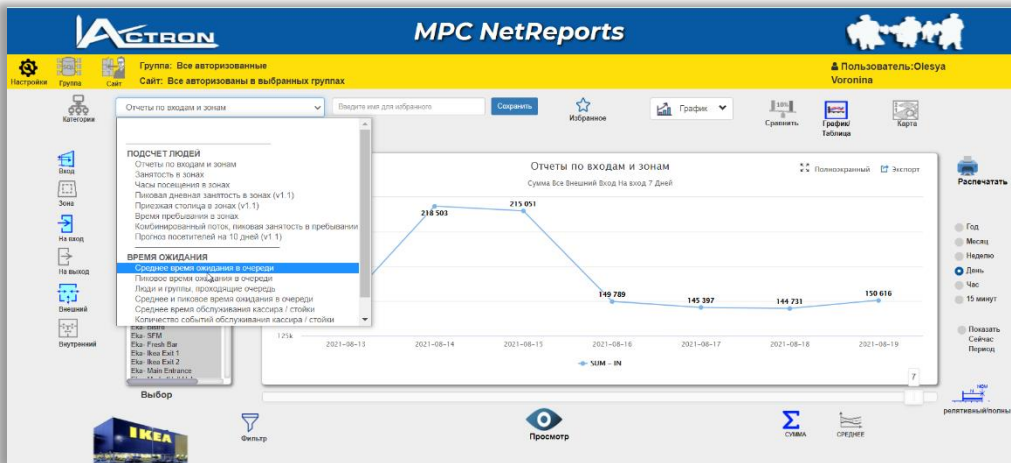 ACTRON
MPC NetReports
Настройки
Группа
Сайт
Группа: Все авторизованные
Сайт: Все авторизованы в выбранных группах
Пользователь:Olesya
Voronina
Категории
Отчеты по входам и зонам
Введите имя для избранного
Сохранить
Избранное
График
Сравнить
График/
Таблица
Карта
ПОДСЧЕТ ЛЮДЕЙ
Отчеты по входам и зонам
Занятость в зонах
Часы посещения в зонах
Пиковая дневная занятость в зонах (v1.1)
Приезжая столица в зонах (v1.1)
Время пребывания в зонах
Комбинированный поток, пиковая занятость в пребывании
Прогноз посетителей на 10 дней (v1.1)
ВРЕМЯ ОЖИДАНИЯ
Среднее время ожидания в очереди
Пиковое время ожидания в очереди
Люди и группы, проходящие очередь
Среднее и пиковое время ожидания в очереди
Среднее время обслуживания кассира / стойки
Количество событий обслуживания кассира / стойки
Eka- SFM
Eka- Fresh Bar
Eka- Ikea Exit 1
Eka- Ikea Exit 2
Eka- Main Entrance
Выбор
Вход
Зона
На вход
На выход
Внешний
Внутренний
Отчеты по входам и зонам
Сумма Все Внешний Вход На вход 7 Дней
Полноэкранный
Экспорт
218 503
215 051
149 789
145 397
144 731
150 616
125k
2021-08-13
2021-08-14
2021-08-15
2021-08-16
2021-08-17
2021-08-18
2021-08-19
SUM – IN
7
Распечатать
Год
Месяц
Неделю
День
Час
15 минут
Показать
Сейчас
Период
NOW
релятивный/полны
IKEA
Фильтр
Просмотр
СУММА
СРЕДНЕЕ